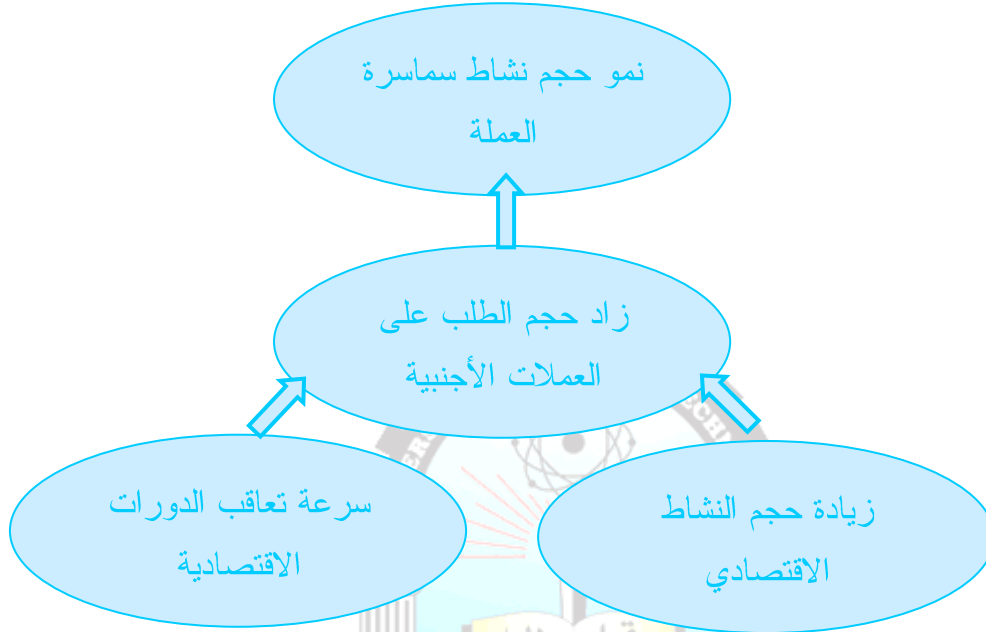 نمو حجم نشاط سماسرة
العملة
زاد حجم الطلب على
العملات الأجنبية
زيادة حجم النشاط
الاقتصادي
سرعة تعاقب الدورات
الاقتصادية